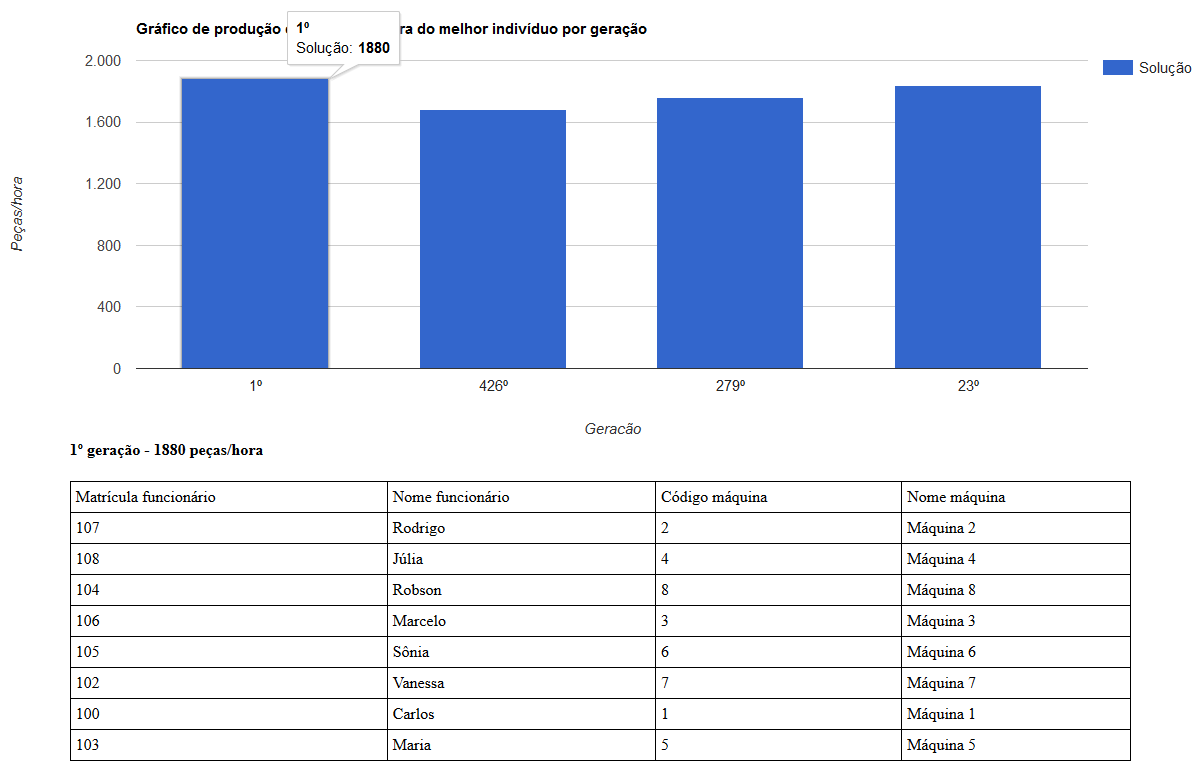 Gráfico de produção ra do melhor indivíduo por geração
1º
Solução: 1880
Solução
2.000
1.600
1.200
800
400
0
Peças/hora
1º 426º 279º 23º
Geracão
1º geração - 1880 peças/hora
Matrícula funcionário Nome funcionário Código máquina Nome máquina
107 Rodrigo 2 Máquina 2
108 Júlia 4 Máquina 4
104 Robson 8 Máquina 8
106 Marcelo 3 Máquina 3
105 Sônia 6 Máquina 6
102 Vanessa 7 Máquina 7
100 Carlos 1 Máquina 1
103 Maria 5 Máquina 5